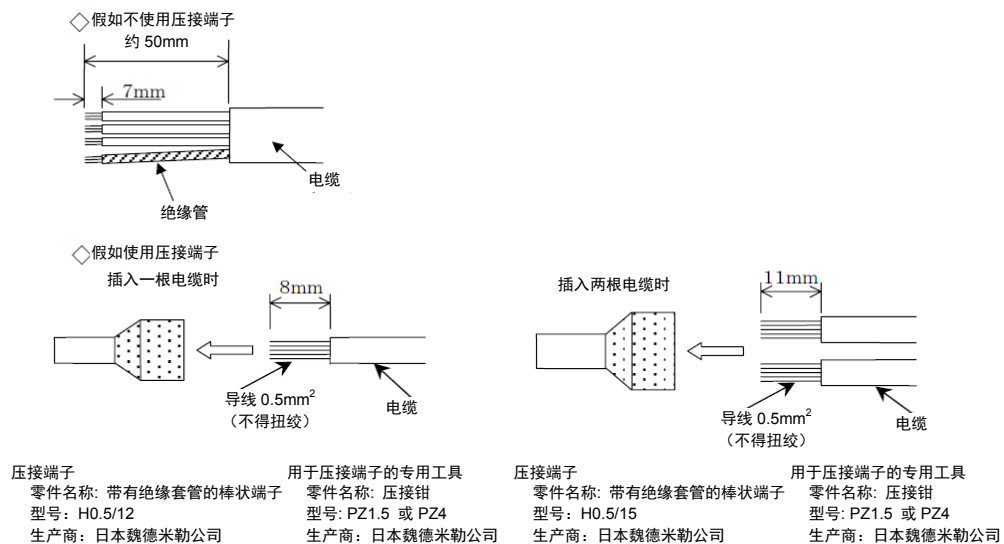 ◇假如不使用压接端子
约 50mm
7mm
电缆
绝缘管
◇假如使用压接端子
插入一根电缆时
8mm
导线 0.5mm²
（不得扭绞）
电缆
插入两根电缆时
11mm
导线 0.5mm²
（不得扭绞）
电缆
压接端子
零件名称: 带有绝缘套管的棒状端子
型号：H0.5/12
生产商：日本魏德米勒公司
用于压接端子的专用工具
零件名称: 压接钳
型号: PZ1.5 或 PZ4
生产商：日本魏德米勒公司
压接端子
零件名称: 带有绝缘套管的棒状端子
型号：H0.5/15
生产商：日本魏德米勒公司
用于压接端子的专用工具
零件名称: 压接钳
型号: PZ1.5 或 PZ4
生产商：日本魏德米勒公司